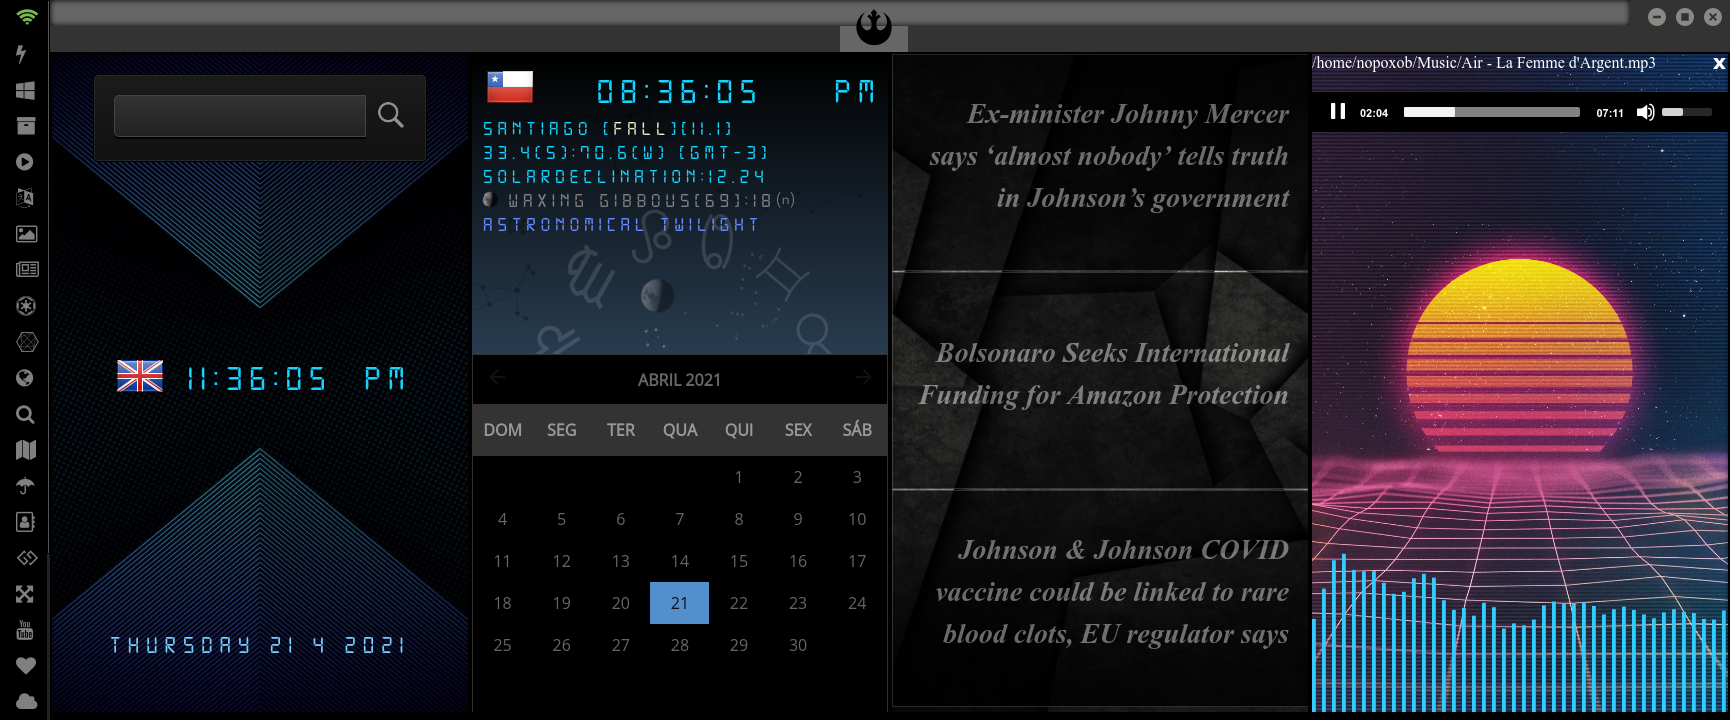 11:36:05 PM
THURSDAY 21 4 2021
08:36:05 PM
SANTIAGO [FALL][11.1]
33.4(S):70.6(W) [GMT-3]
SOLARDECLINATION:12.24
WAXING GIBBOUS[69]:18(n)
ASTRONOMICAL TWILIGHT
ABRIL 2021
DOM SEG TER QUA QUI SEX SÁB
1 2 3
4 5 6 7 8 9 10
11 12 13 14 15 16 17
18 19 20 21 22 23 24
25 26 27 28 29 30
Ex-minister Johnny Mercer
says ‘almost nobody’ tells truth
in Johnson’s government
Bolsonaro Seeks International
Funding for Amazon Protection
Johnson & Johnson COVID
vaccine could be linked to rare
blood clots, EU regulator says
/home/nopoxob/Music/Air - La Femme d'Argent.mp3 x
02:04 07:11
You
Tube